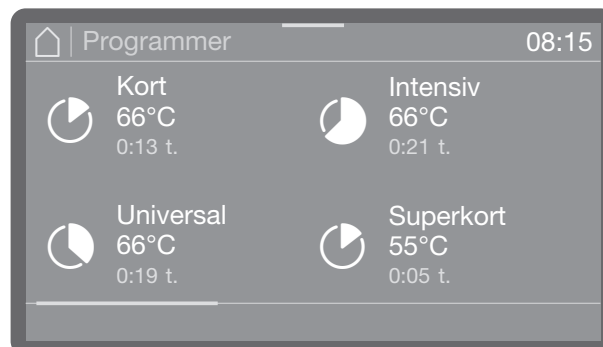 Programmer 08:15
Kort
66°C
0:13 t.
Intensiv
66°C
0:21 t.
Universal
66°C
0:19 t.
Superkort
55°C
0:05 t.